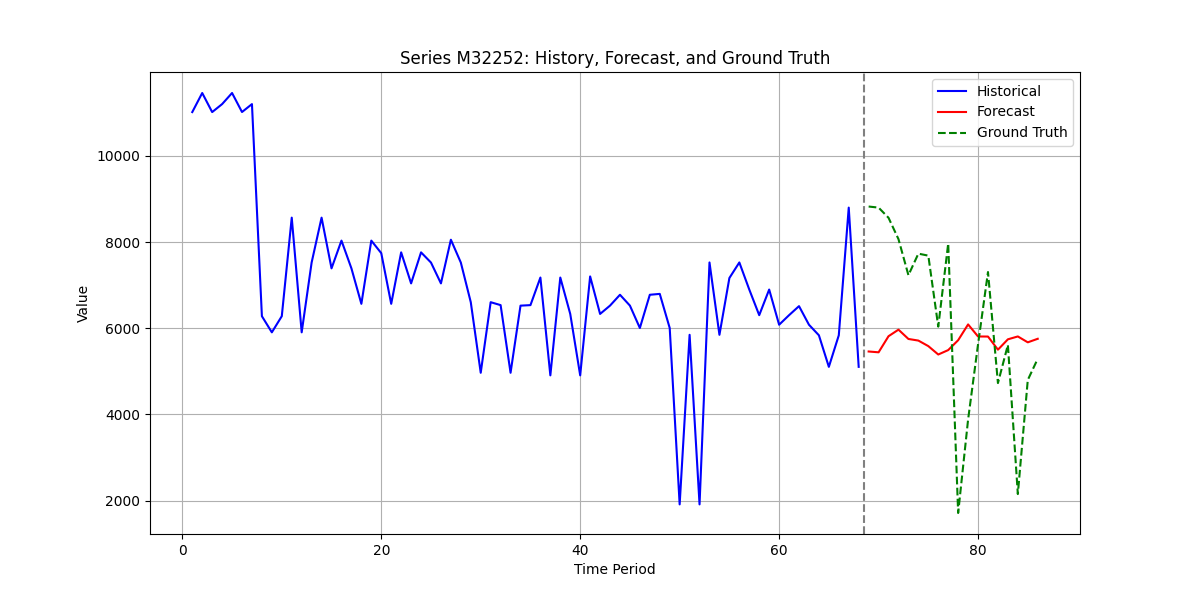 Series M32252: History, Forecast, and Ground Truth
Historical
Forecast
Ground Truth
10000
8000
6000
4000
2000
Value
0
20
40
60
80
Time Period